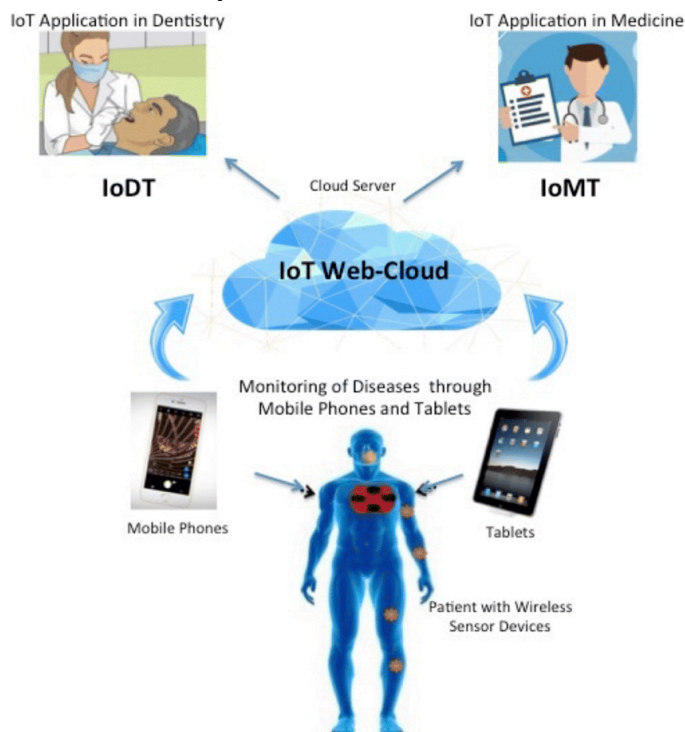 IoT Application in Dentistry
IoT Application in Medicine
IoDT
IoMT
Cloud Server
IoT Web-Cloud
Monitoring of Diseases through
Mobile Phones and Tablets
Mobile Phones
Tablets
Patient with Wireless
Sensor Devices